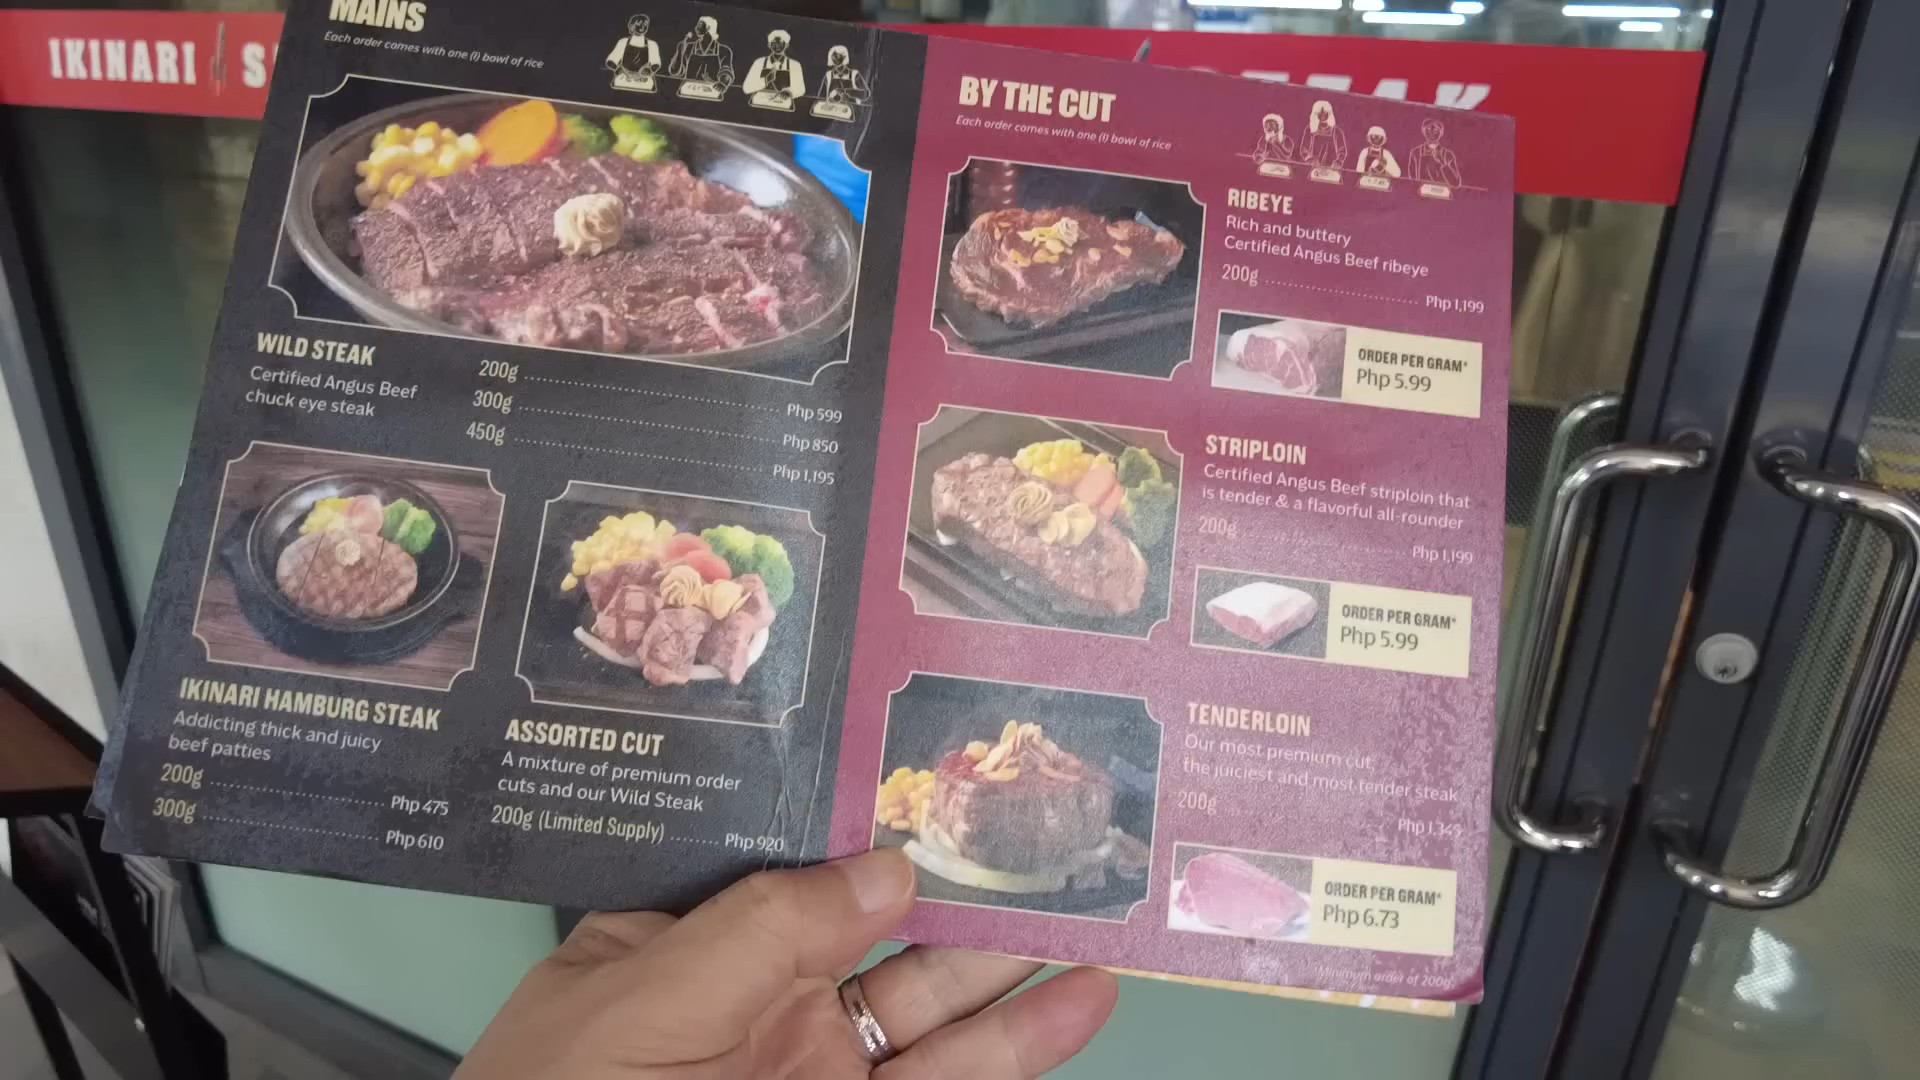 IKINARI
MAINS
Each order comes with one (1) bowl of rice
WILD STEAK
Certified Angus Beef
chuck eye steak
200g Php 599
300g Php 850
450g Php 1,195
IKINARI HAMBURG STEAK
Addicting thick and juicy
beef patties
200g Php 475
300g Php 610
ASSORTED CUT
A mixture of premium order
cuts and our Wild Steak
200g (Limited Supply) Php 920
BY THE CUT
Each order comes with one (1) bowl of rice
RIBEYE
Rich and buttery
Certified Angus Beef ribeye
200g Php 1,199
ORDER PER GRAM*
Php 5.99
STRIPLOIN
Certified Angus Beef striploin that
is tender & a flavorful all-rounder
200g Php 1,199
ORDER PER GRAM*
Php 5.99
TENDERLOIN
Our most premium cut,
the juiciest and most tender steak
200g Php 1,345
ORDER PER GRAM*
Php 6.73
*Minimum order of 200g.